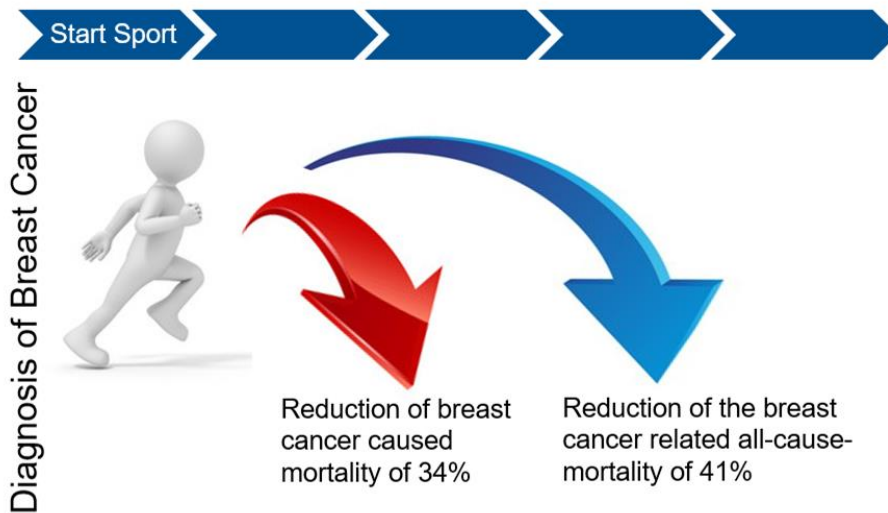 Start Sport
Diagnosis of Breast Cancer
Reduction of breast
cancer caused
mortality of 34%
Reduction of the breast
cancer related all-cause-
mortality of 41%